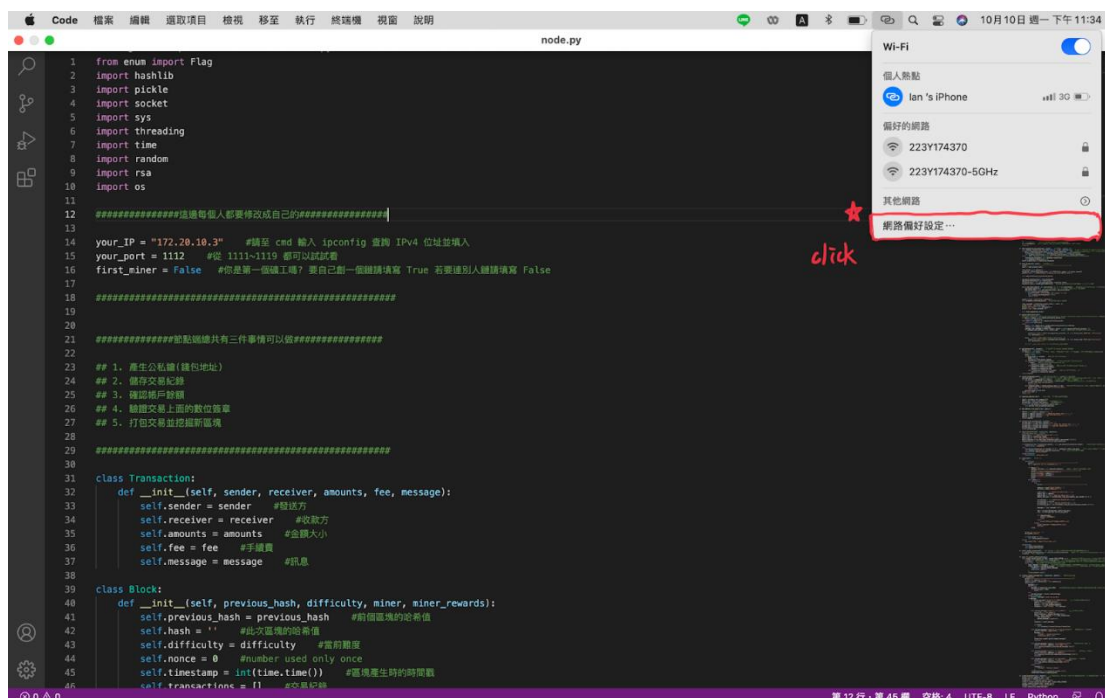 Code 檔案 編輯 選取項目 檢視 移至 執行 終端機 視窗 說明 10月10日 週一 下午11:34
node.py
1 from enum import Flag
2 import hashlib
3 import pickle
4 import socket
5 import sys
6 import threading
7 import time
8 import random
9 import rsa
10 import os
11
12 ###############這邊每個人都要修改成自己的################
13
14 your_IP = "172.20.10.3" #請至 cmd 輸入 ipconfig 查詢 IPv4 位址並填入
15 your_port = 1112 #從 1111~1119 都可以試試看
16 first_miner = False #你是第一個礦工嗎? 要自己創一個鏈請填寫 True 若要連別人鏈請填寫 False
17
18 ######################################################
19
20
21 ##############節點端總共有三件事情可以做################
22
23 ## 1. 產生公私鑰(錢包地址)
24 ## 2. 儲存交易紀錄
25 ## 3. 確認帳戶餘額
26 ## 4. 驗證交易上面的數位簽章
27 ## 5. 打包交易並挖掘新區塊
28
29 #####################################################
30
31 class Transaction:
32 def __init__(self, sender, receiver, amounts, fee, message):
33 self.sender = sender #發送方
34 self.receiver = receiver #收款方
35 self.amounts = amounts #金額大小
36 self.fee = fee #手續費
37 self.message = message #訊息
38
39 class Block:
40 def __init__(self, previous_hash, difficulty, miner, miner_rewards):
41 self.previous_hash = previous_hash #前個區塊的哈希值
42 self.hash = '' #此次區塊的哈希值
43 self.difficulty = difficulty #當前難度
44 self.nonce = 0 #number used only once
45 self.timestamp = int(time.time()) #區塊產生時的時間戳
46 self.transactions = [] #交易紀錄
Wi-Fi
個人熱點
Ian 's iPhone 3G
偏好的網路
223Y174370
223Y174370-5GHz
其他網路
網路偏好設定…
click
0 0 第 12 行，第 45 欄 空格: 4 UTF-8 LF Python